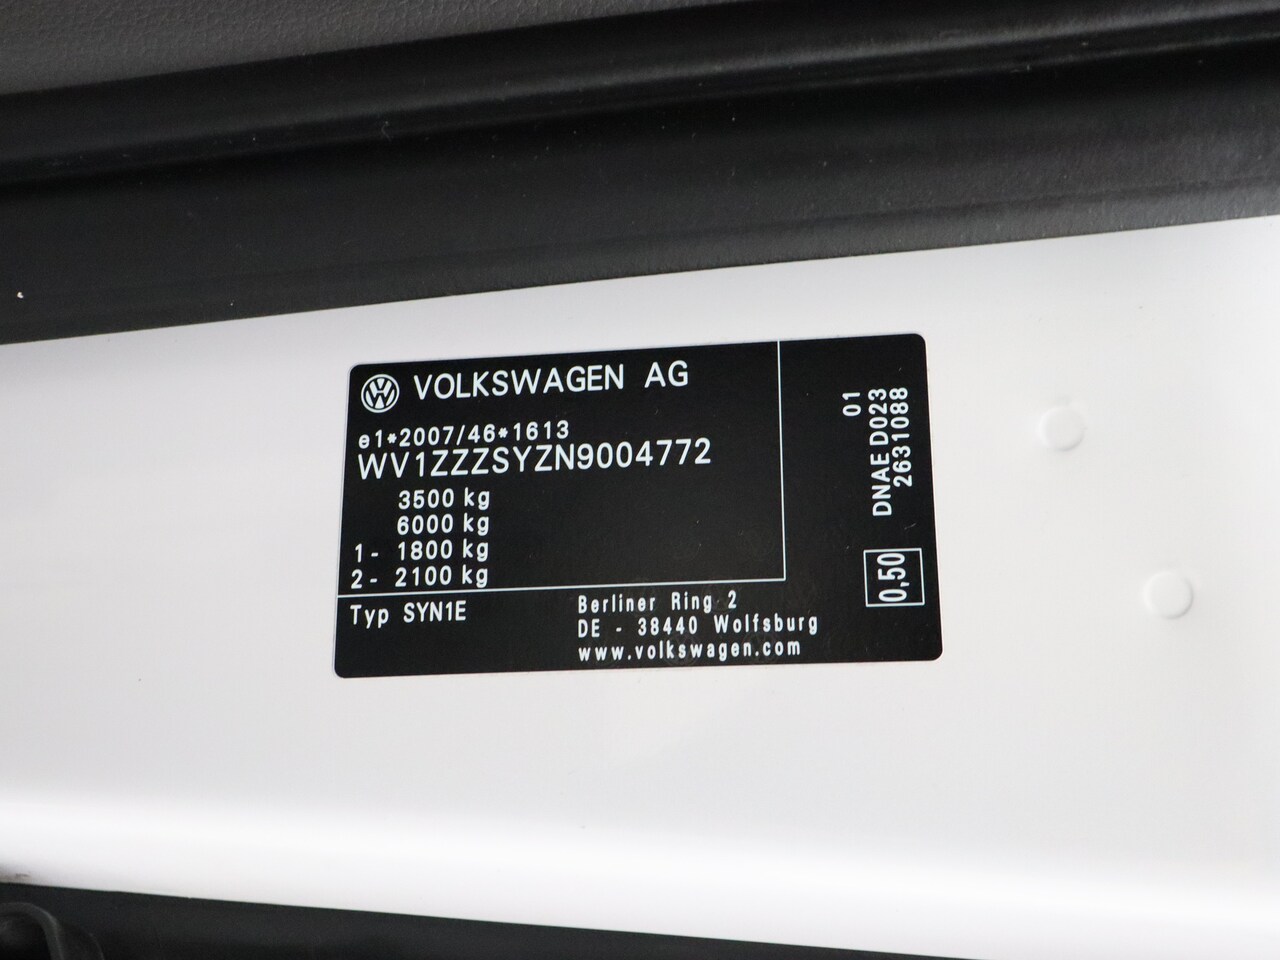 VOLKSWAGEN AG
e1*2007/46*1613
WV1ZZZSYZN9004772
3500 kg
6000 kg
1- 1800 kg
2- 2100 kg
Typ SYN1E
Berliner Ring 2
DE - 38440 Wolfsburg
www.volkswagen.com
01
DNAE D023
2631088
0,50